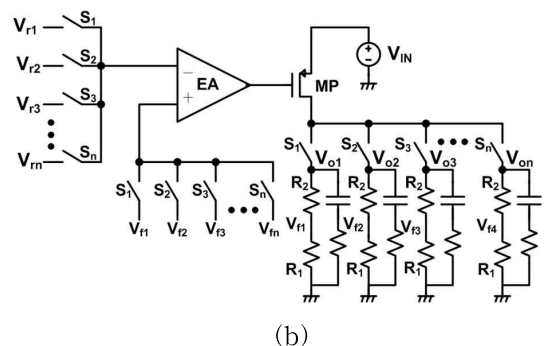 V_r1 S_1
V_r2 S_2
V_r3 S_3
V_rn S_n
− EA
+
MP
V_IN
+
−
S_1 S_2 S_3 S_n
V_f1 V_f2 V_f3 V_fn
S_1 V_o1 S_2 V_o2 S_3 V_o3 S_n V_on
R_2 R_2 R_2 R_2
V_f1 V_f2 V_f3 V_f4
R_1 R_1 R_1 R_1
(b)